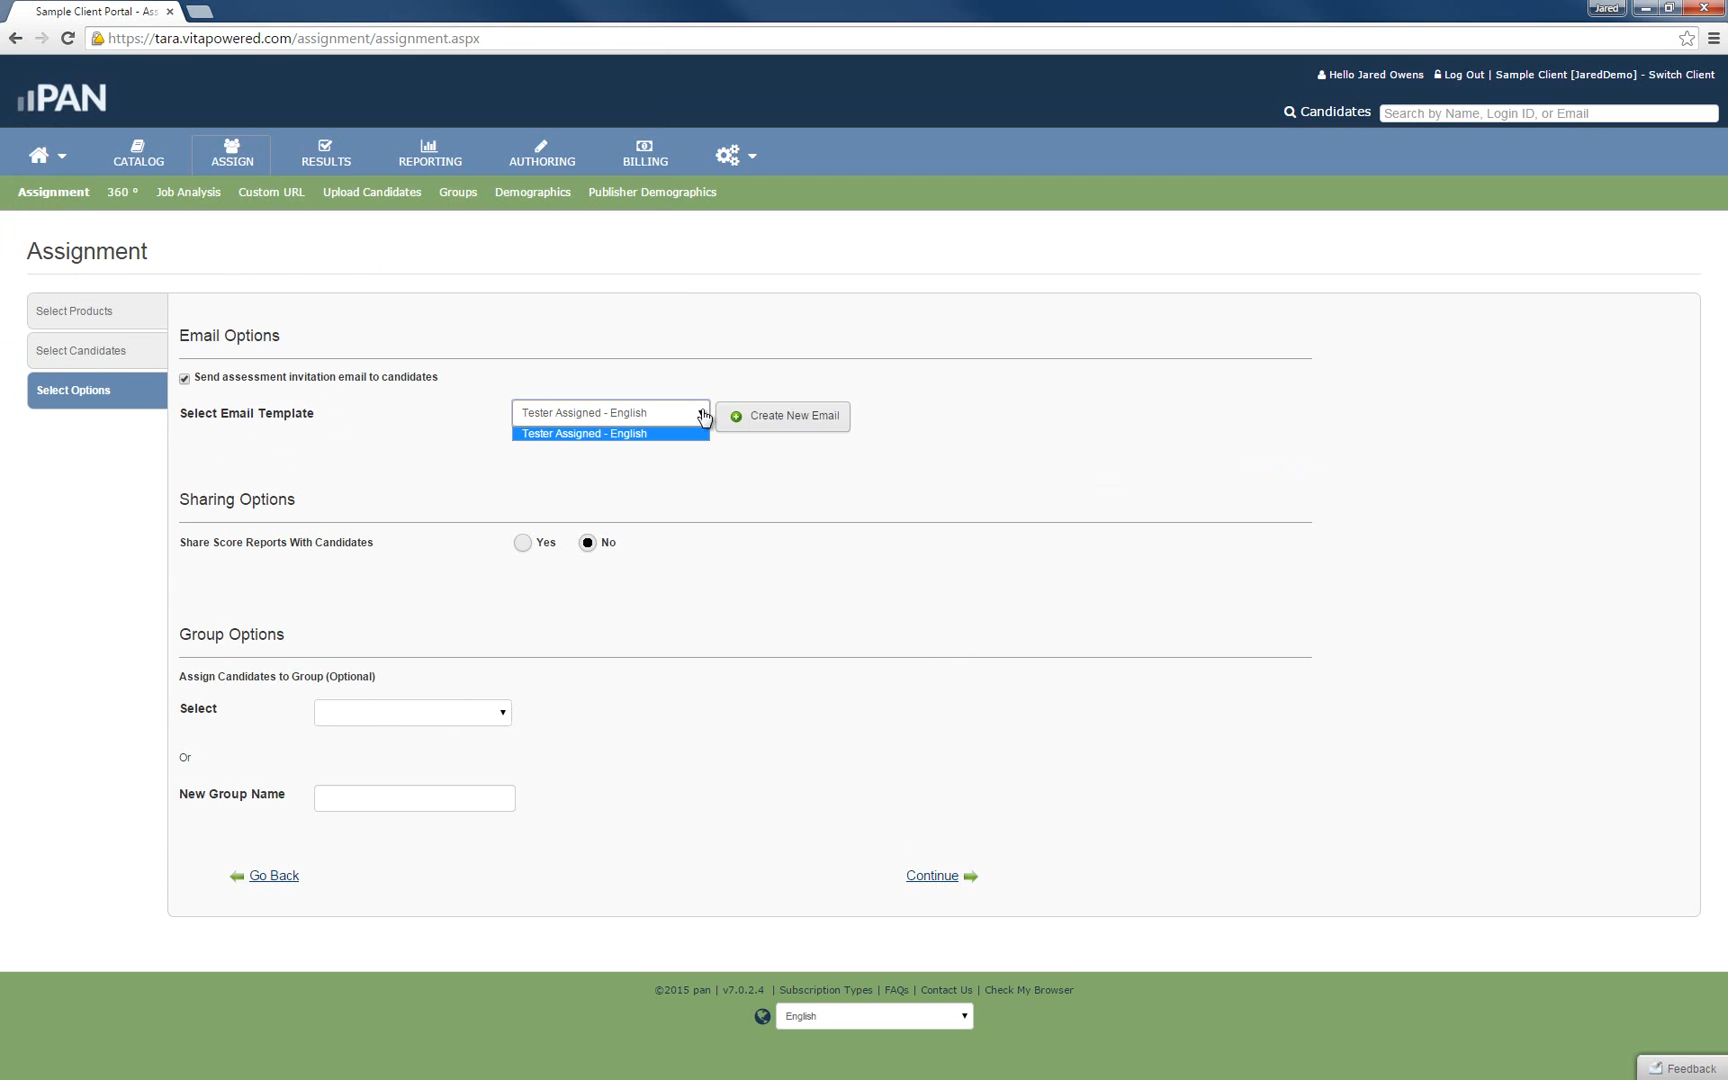 Sample Client Portal - Ass
Jared
https://tara.vitapowered.com/assignment/assignment.aspx
Hello Jared Owens Log Out | Sample Client [JaredDemo] - Switch Client
PAN
Candidates Search by Name, Login ID, or Email
CATALOG ASSIGN RESULTS REPORTING AUTHORING BILLING
Assignment 360 º Job Analysis Custom URL Upload Candidates Groups Demographics Publisher Demographics
Assignment
Select Products
Select Candidates
Select Options
Email Options
Send assessment invitation email to candidates
Select Email Template Tester Assigned - English Create New Email
Tester Assigned - English
Sharing Options
Share Score Reports With Candidates Yes No
Group Options
Assign Candidates to Group (Optional)
Select
Or
New Group Name
Go Back Continue
©2015 pan | v7.0.2.4 | Subscription Types | FAQs | Contact Us | Check My Browser
English
Feedback